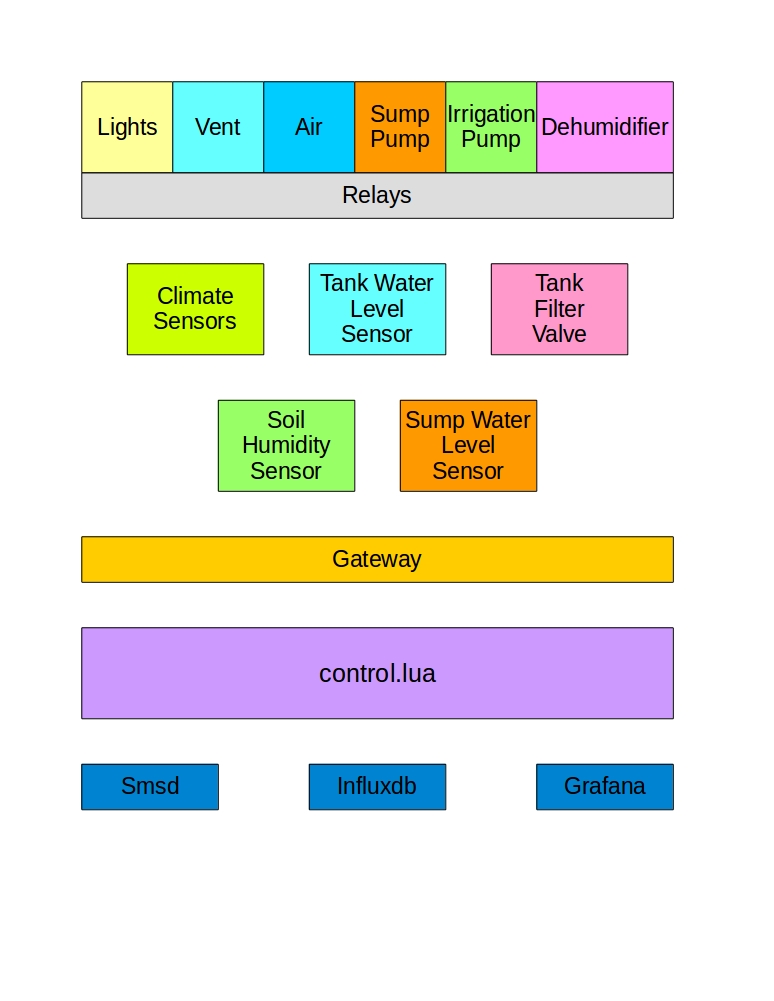 Lights
Vent
Air
Sump
Pump
Irrigation
Pump
Dehumidifier
Relays
Climate
Sensors
Tank Water
Level
Sensor
Tank
Filter
Valve
Soil
Humidity
Sensor
Sump Water
Level
Sensor
Gateway
control.lua
Smsd
Influxdb
Grafana